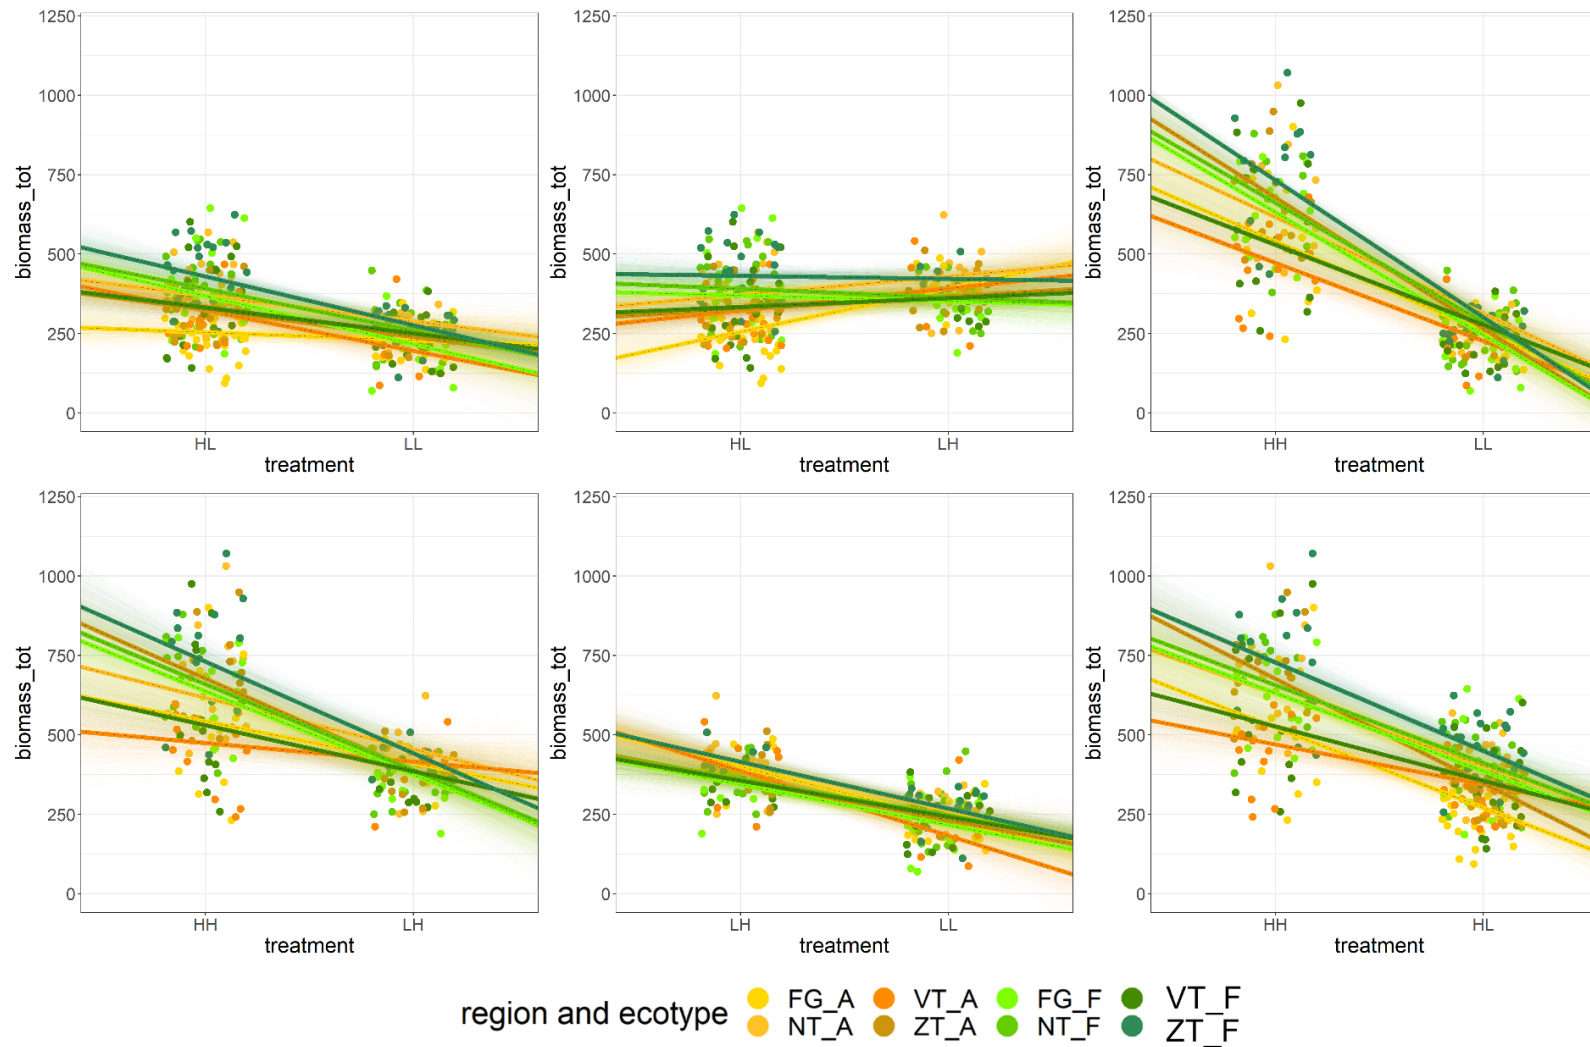 1250
1000
750
500
250
0
biomass_tot
HL LL
treatment
1250
1000
750
500
250
0
biomass_tot
HL LH
treatment
1250
1000
750
500
250
0
biomass_tot
HH LL
treatment
1250
1000
750
500
250
0
biomass_tot
HH LH
treatment
1250
1000
750
500
250
0
biomass_tot
LH LL
treatment
1250
1000
750
500
250
0
biomass_tot
HH HL
treatment
region and ecotype
FG_A VT_A FG_F VT_F
NT_A ZT_A NT_F ZT_F